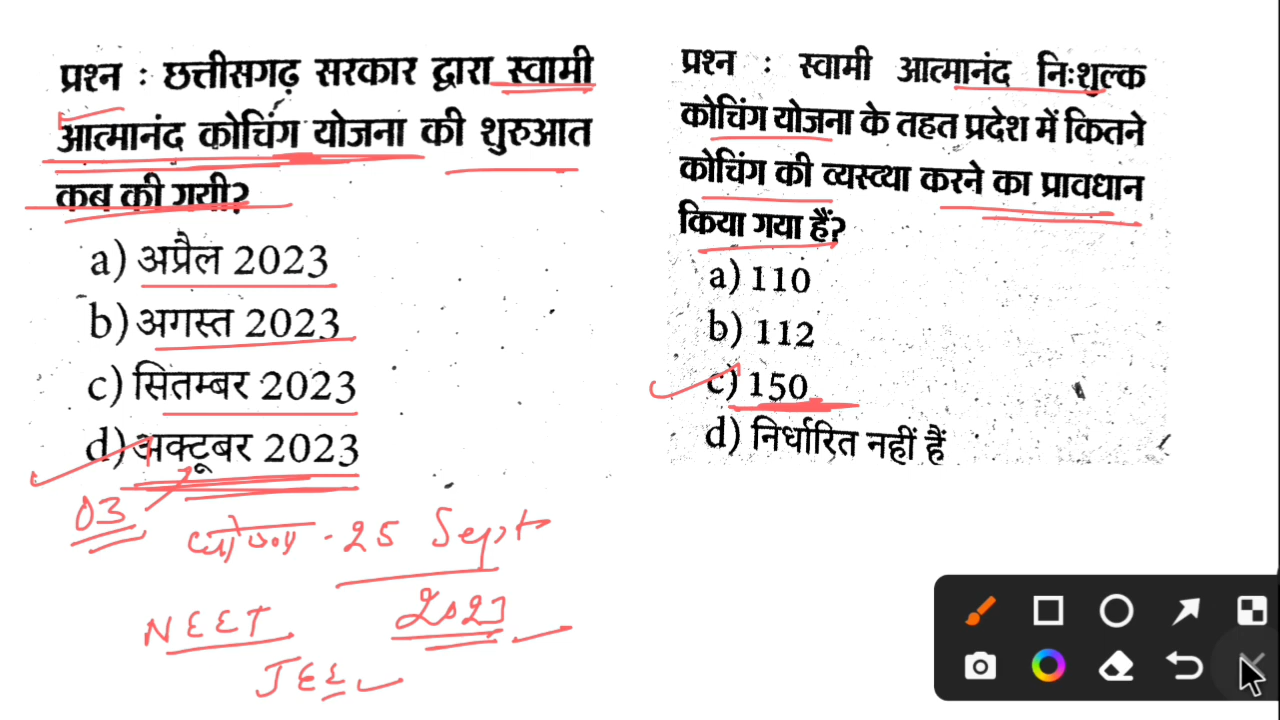 प्रश्न : छत्तीसगढ़ सरकार द्वारा स्वामी
आत्मानंद कोचिंग योजना की शुरुआत
कब की गयी?
a) अप्रैल 2023
b) अगस्त 2023
c) सितम्बर 2023
d) अक्टूबर 2023
03
25 Sept
2023
NEET
JEE
प्रश्न : स्वामी आत्मानंद निःशुल्क
कोचिंग योजना के तहत प्रदेश में कितने
कोचिंग की व्यस्था करने का प्रावधान
किया गया हैं?
a) 110
b) 112
c) 150
d) निर्धारित नहीं हैं